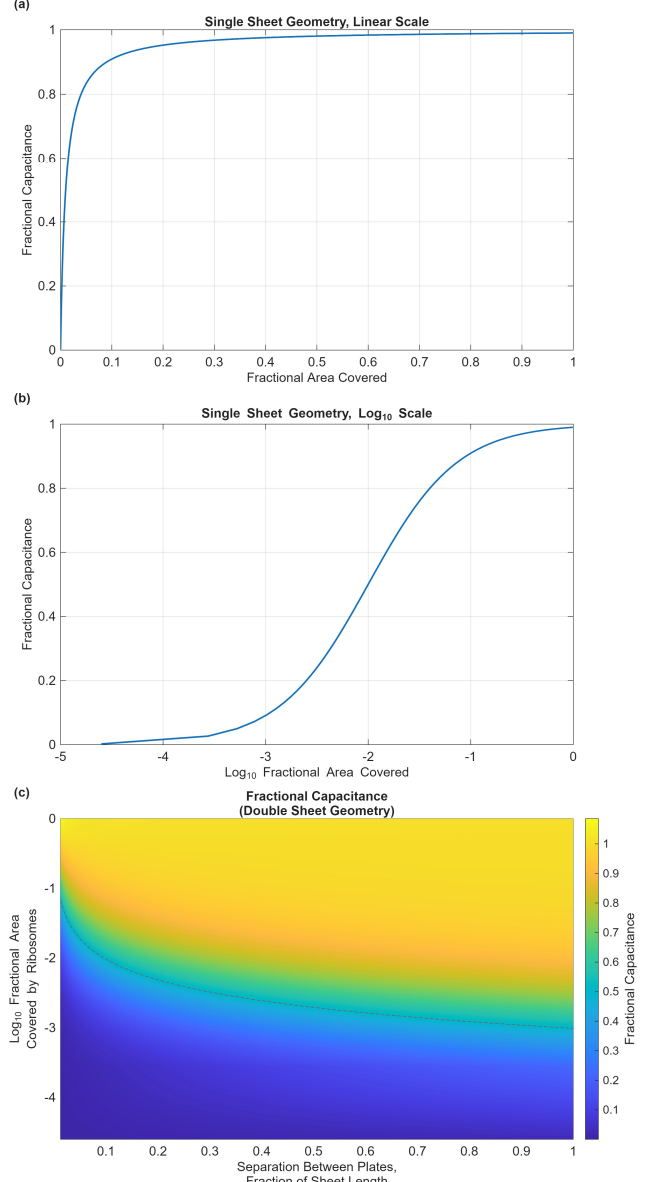 (a)
Single Sheet Geometry, Linear Scale
1
0.8
0.6
0.4
0.2
0
Fractional Capacitance
0 0.1 0.2 0.3 0.4 0.5 0.6 0.7 0.8 0.9 1
Fractional Area Covered
(b)
Single Sheet Geometry, Log10 Scale
1
0.8
0.6
0.4
0.2
0
Fractional Capacitance
-5 -4 -3 -2 -1 0
Log10 Fractional Area Covered
(c)
Fractional Capacitance
(Double Sheet Geometry)
0
-1
-2
-3
-4
Log10 Fractional Area
Covered by Ribosomes
1
0.9
0.8
0.7
0.6
0.5
0.4
0.3
0.2
0.1
Fractional Capacitance
0.1 0.2 0.3 0.4 0.5 0.6 0.7 0.8 0.9 1
Separation Between Plates,
Fraction of Sheet Length